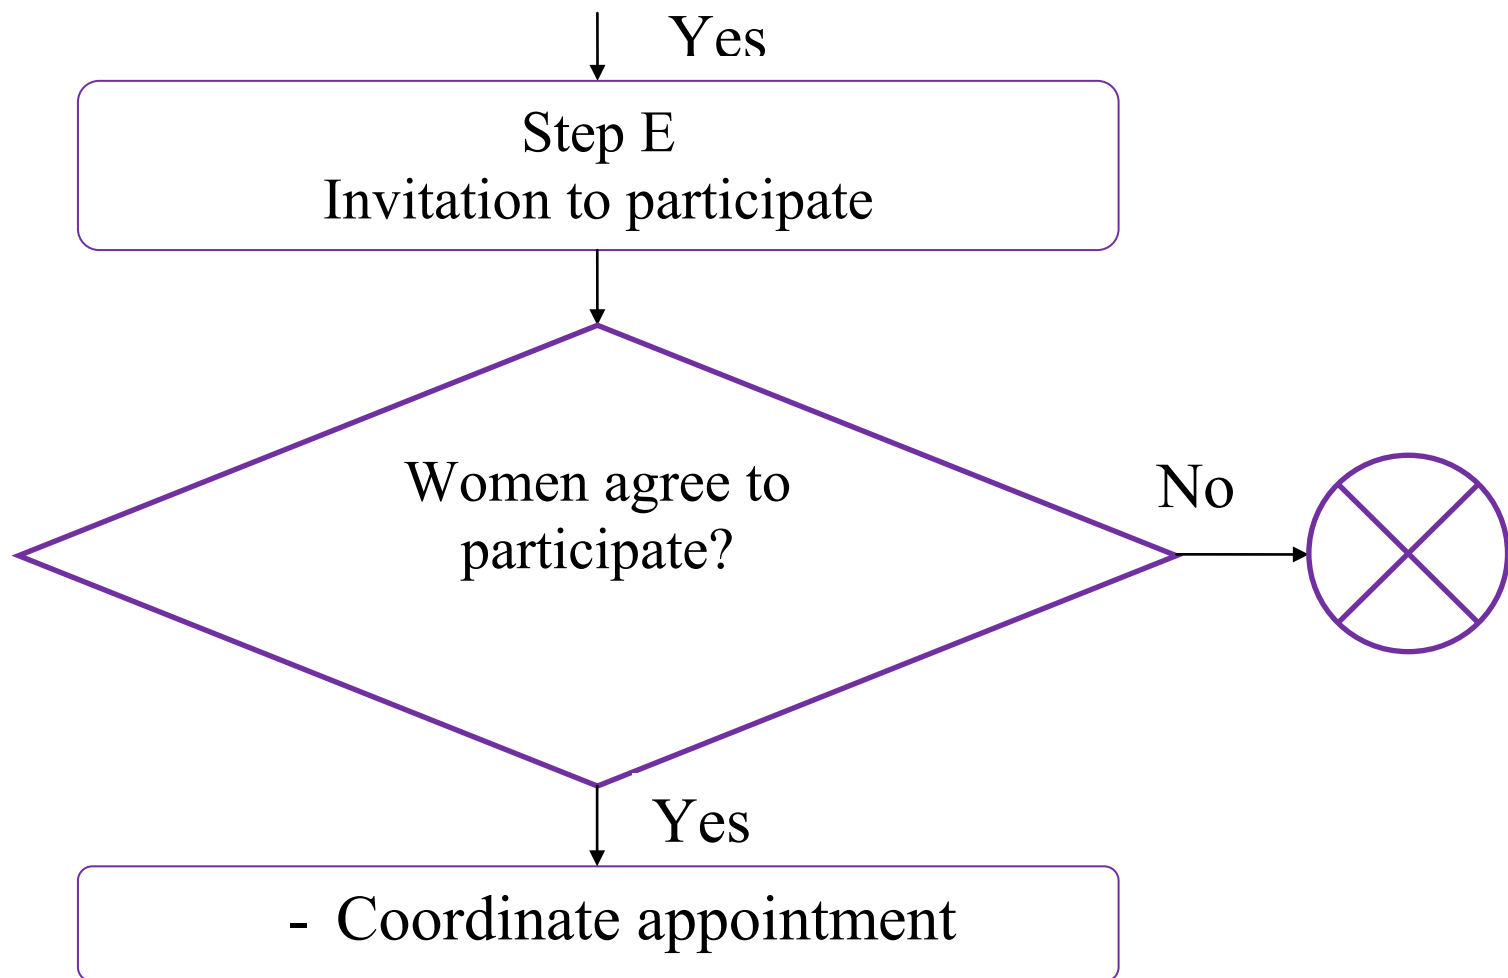 Yes
Step E
Invitation to participate
Women agree to
participate?
No
Yes
- Coordinate appointment